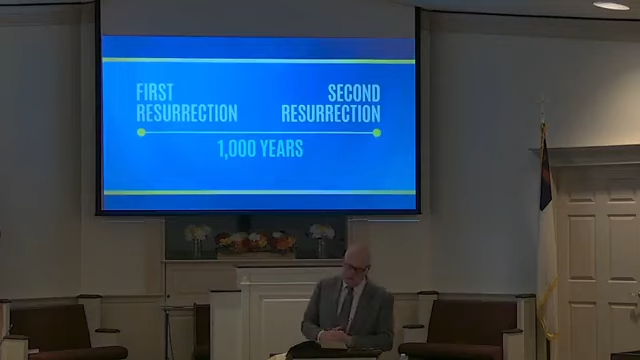 FIRST
RESURRECTION
SECOND
RESURRECTION
1,000 YEARS